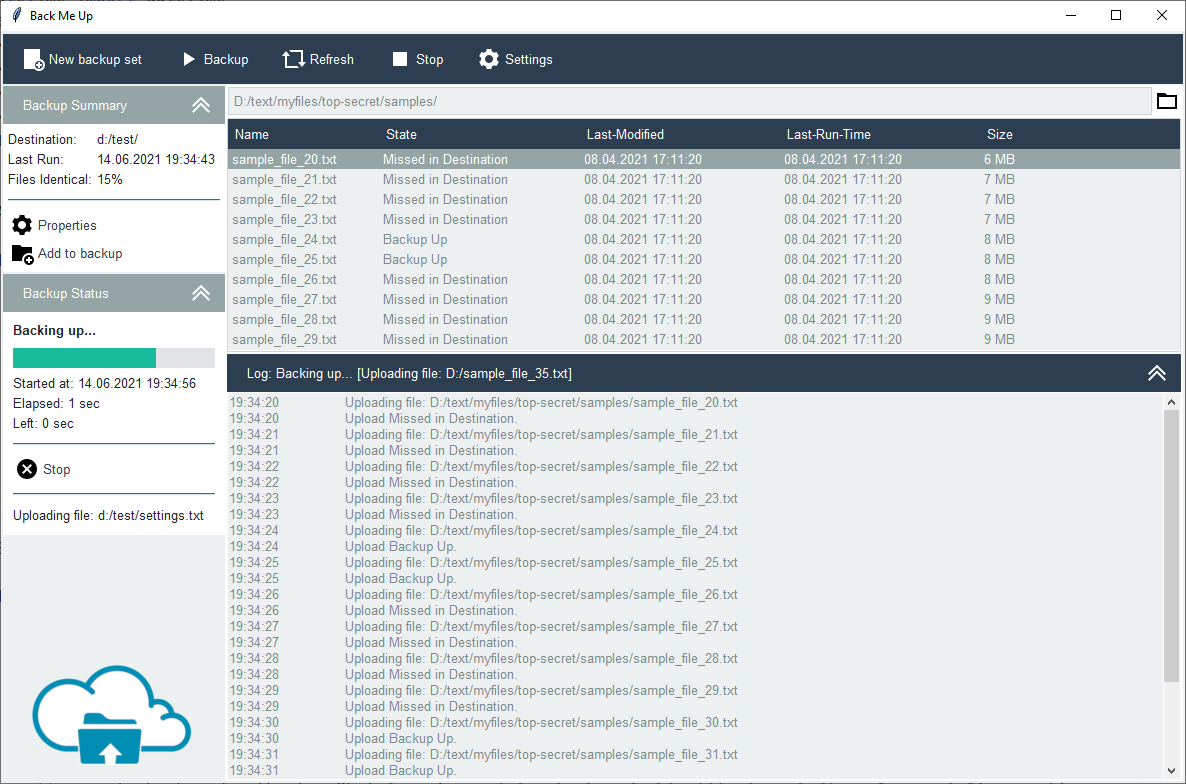 Back Me Up
New backup set Backup Refresh Stop Settings
Backup Summary
Destination: d:/test/
Last Run: 14.06.2021 19:34:43
Files Identical: 15%
Properties
Add to backup
Backup Status
Backing up...
Started at: 14.06.2021 19:34:56
Elapsed: 1 sec
Left: 0 sec
Stop
Uploading file: d:/test/settings.txt
D:/text/myfiles/top-secret/samples/
Name State Last-Modified Last-Run-Time Size
sample_file_20.txt Missed in Destination 08.04.2021 17:11:20 08.04.2021 17:11:20 6 MB
sample_file_21.txt Missed in Destination 08.04.2021 17:11:20 08.04.2021 17:11:20 7 MB
sample_file_22.txt Missed in Destination 08.04.2021 17:11:20 08.04.2021 17:11:20 7 MB
sample_file_23.txt Missed in Destination 08.04.2021 17:11:20 08.04.2021 17:11:20 7 MB
sample_file_24.txt Backup Up 08.04.2021 17:11:20 08.04.2021 17:11:20 8 MB
sample_file_25.txt Backup Up 08.04.2021 17:11:20 08.04.2021 17:11:20 8 MB
sample_file_26.txt Missed in Destination 08.04.2021 17:11:20 08.04.2021 17:11:20 8 MB
sample_file_27.txt Missed in Destination 08.04.2021 17:11:20 08.04.2021 17:11:20 9 MB
sample_file_28.txt Missed in Destination 08.04.2021 17:11:20 08.04.2021 17:11:20 9 MB
sample_file_29.txt Missed in Destination 08.04.2021 17:11:20 08.04.2021 17:11:20 9 MB
Log: Backing up... [Uploading file: D:/sample_file_35.txt]
19:34:20 Uploading file: D:/text/myfiles/top-secret/samples/sample_file_20.txt
19:34:20 Upload Missed in Destination.
19:34:21 Uploading file: D:/text/myfiles/top-secret/samples/sample_file_21.txt
19:34:21 Upload Missed in Destination.
19:34:22 Uploading file: D:/text/myfiles/top-secret/samples/sample_file_22.txt
19:34:22 Upload Missed in Destination.
19:34:23 Uploading file: D:/text/myfiles/top-secret/samples/sample_file_23.txt
19:34:23 Upload Missed in Destination.
19:34:24 Uploading file: D:/text/myfiles/top-secret/samples/sample_file_24.txt
19:34:24 Upload Backup Up.
19:34:25 Uploading file: D:/text/myfiles/top-secret/samples/sample_file_25.txt
19:34:25 Upload Backup Up.
19:34:26 Uploading file: D:/text/myfiles/top-secret/samples/sample_file_26.txt
19:34:26 Upload Missed in Destination.
19:34:27 Uploading file: D:/text/myfiles/top-secret/samples/sample_file_27.txt
19:34:27 Upload Missed in Destination.
19:34:28 Uploading file: D:/text/myfiles/top-secret/samples/sample_file_28.txt
19:34:28 Upload Missed in Destination.
19:34:29 Uploading file: D:/text/myfiles/top-secret/samples/sample_file_29.txt
19:34:29 Upload Missed in Destination.
19:34:30 Uploading file: D:/text/myfiles/top-secret/samples/sample_file_30.txt
19:34:30 Upload Backup Up.
19:34:31 Uploading file: D:/text/myfiles/top-secret/samples/sample_file_31.txt
19:34:31 Upload Backup Up.